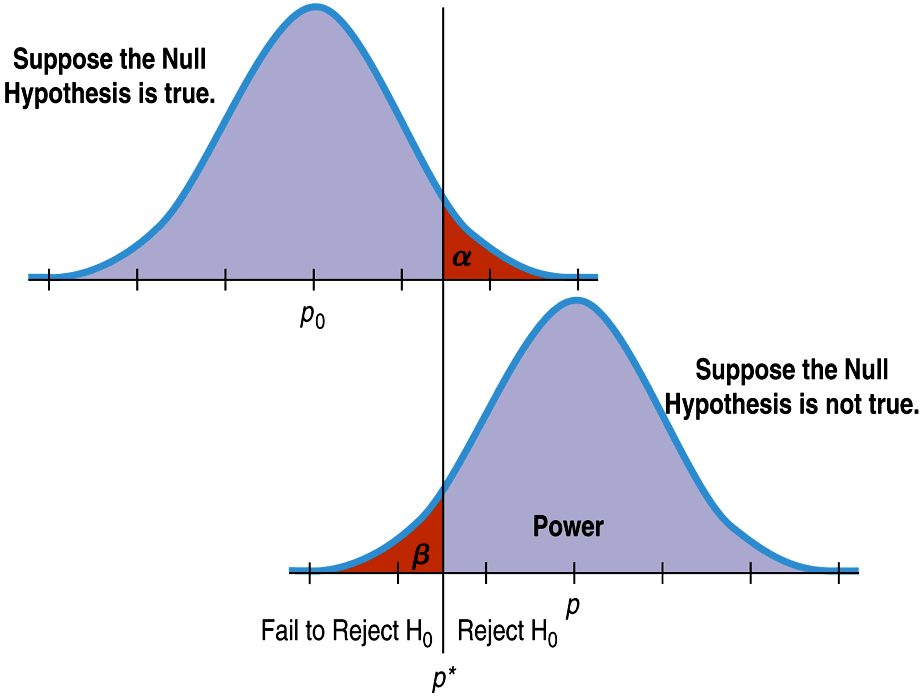 Suppose the Null
Hypothesis is true.
α
p0
Suppose the Null
Hypothesis is not true.
Power
β
p
Fail to Reject H0
Reject H0
p*